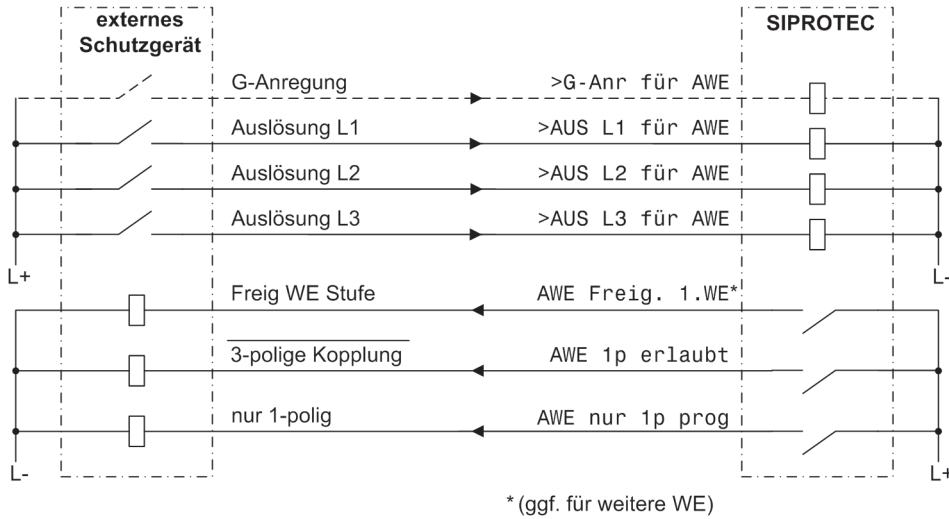 externes
Schutzgerät
SIPROTEC
G-Anregung >G-Anr für AWE
Auslösung L1 >AUS L1 für AWE
Auslösung L2 >AUS L2 für AWE
Auslösung L3 >AUS L3 für AWE
L+ L-
Freig WE Stufe AWE Freig. 1.WE*
3-polige Kopplung AWE 1p erlaubt
nur 1-polig AWE nur 1p prog
L- L+
* (ggf. für weitere WE)